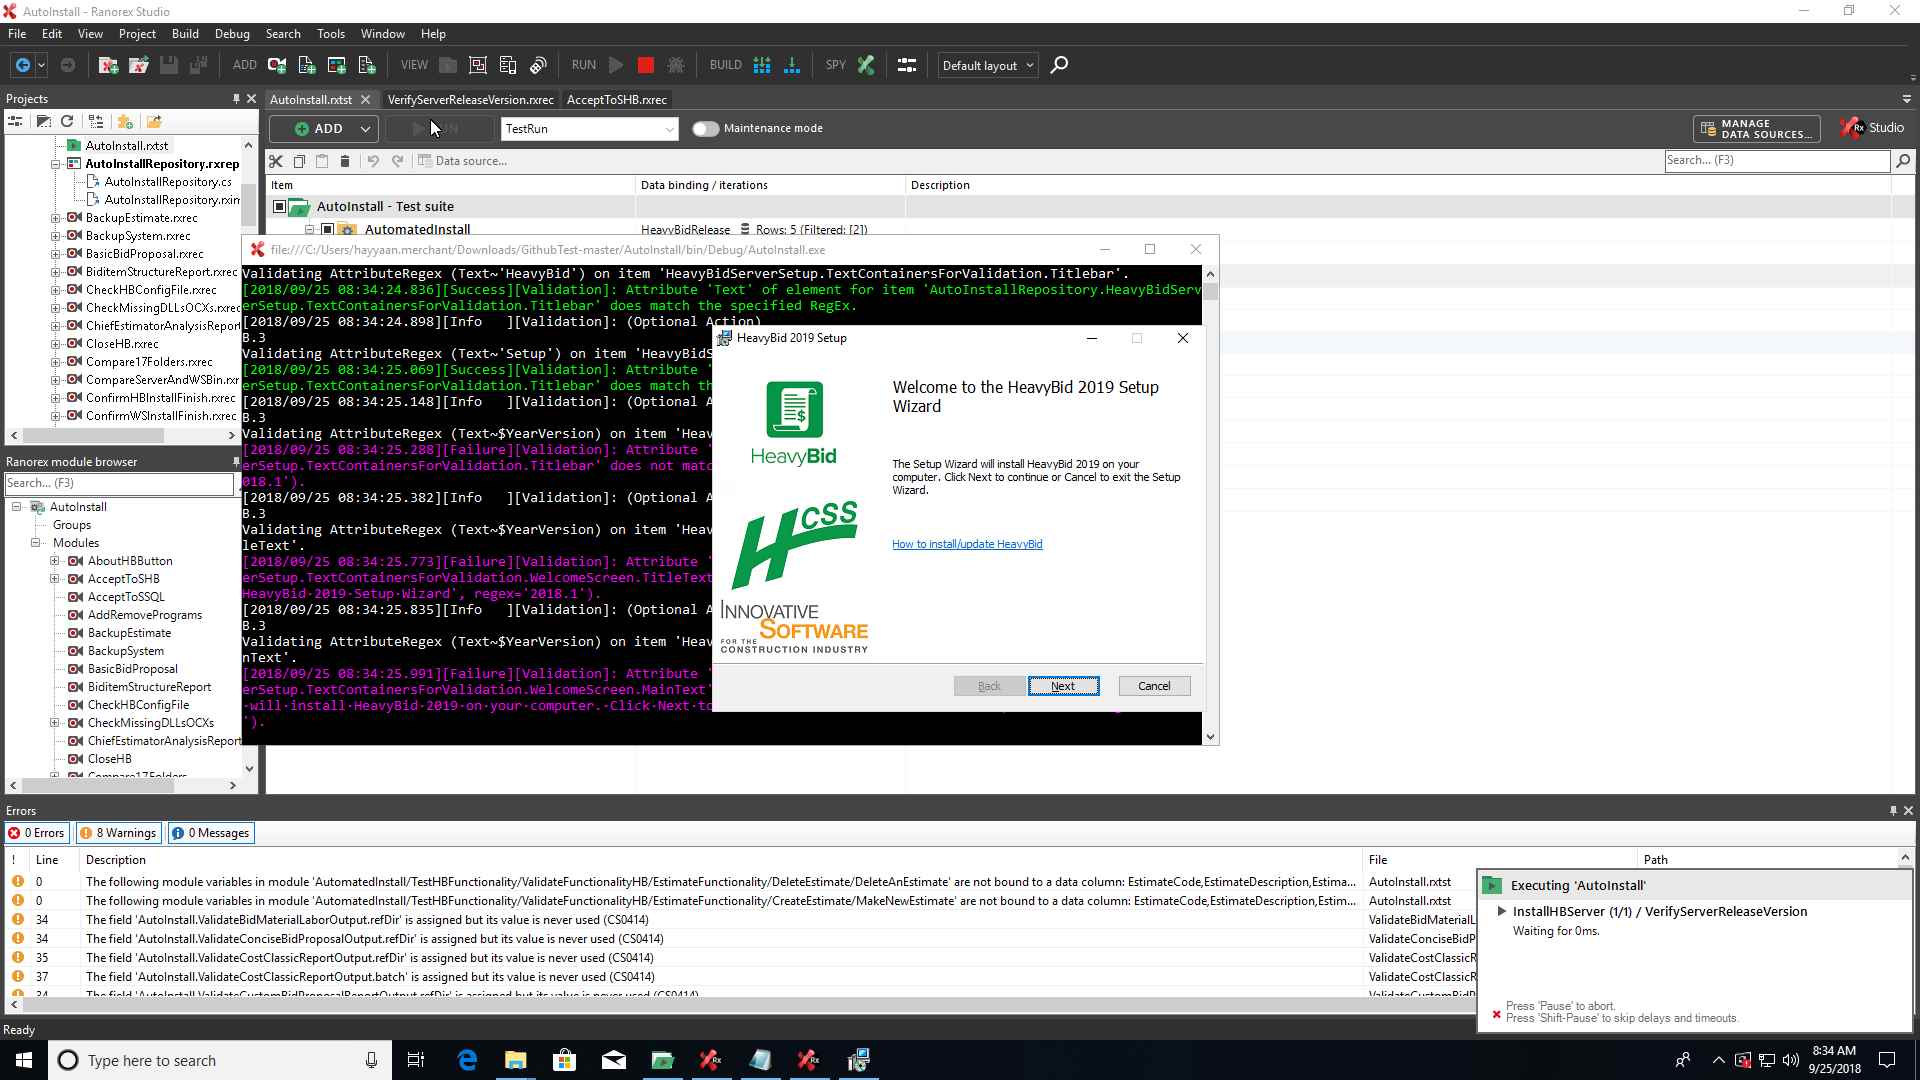 AutoInstall - Ranorex Studio
File Edit View Project Build Debug Search Tools Window Help
ADD VIEW RUN BUILD SPY Default layout
Projects
AutoInstall.rxtst
AutoInstallRepository.rxrep
AutoInstallRepository.cs
AutoInstallRepository.rxim
BackupEstimate.rxrec
BackupSystem.rxrec
BasicBidProposal.rxrec
BiditemStructureReport.rxrec
CheckHBConfigFile.rxrec
CheckMissingDLLsOCXs.rxrec
ChiefEstimatorAnalysisReport
CloseHB.rxrec
Compare17Folders.rxrec
CompareServerAndWSBin.rxr
ConfirmHBInstallFinish.rxrec
ConfirmWSInstallFinish.rxrec
Ranorex module browser
Search... (F3)
AutoInstall
Groups
Modules
AboutHBButton
AcceptToSHB
AcceptToSSQL
AddRemovePrograms
BackupEstimate
BackupSystem
BasicBidProposal
BiditemStructureReport
CheckHBConfigFile
CheckMissingDLLsOCXs
ChiefEstimatorAnalysisReport
CloseHB
Compare17Folders
AutoInstall.rxtst VerifyServerReleaseVersion.rxrec AcceptToSHB.rxrec
ADD TestRun Maintenance mode MANAGE DATA SOURCES... Rx Studio
Data source... Search... (F3)
Item Data binding / iterations Description
AutoInstall - Test suite
AutomatedInstall HeavyBidRelease Rows: 5 (Filtered: [2])
file:///C:/Users/hayyaan.merchant/Downloads/GithubTest-master/AutoInstall/bin/Debug/AutoInstall.exe
Validating AttributeRegex (Text~'HeavyBid') on item 'HeavyBidServerSetup.TextContainersForValidation.Titlebar'.
[2018/09/25 08:34:24.836][Success][Validation]: Attribute 'Text' of element for item 'AutoInstallRepository.HeavyBidServ
erSetup.TextContainersForValidation.Titlebar' does match the specified RegEx.
[2018/09/25 08:34:24.898][Info   ][Validation]: (Optional Action)
B.3
Validating AttributeRegex (Text~'Setup') on item 'HeavyBidS
[2018/09/25 08:34:25.069][Success][Validation]: Attribute '
erSetup.TextContainersForValidation.Titlebar' does match th
[2018/09/25 08:34:25.148][Info   ][Validation]: (Optional A
B.3
Validating AttributeRegex (Text~$YearVersion) on item 'Heav
[2018/09/25 08:34:25.288][Failure][Validation]: Attribute '
erSetup.TextContainersForValidation.Titlebar' does not matc
018.1').
[2018/09/25 08:34:25.382][Info   ][Validation]: (Optional A
B.3
Validating AttributeRegex (Text~$YearVersion) on item 'Heav
leText'.
[2018/09/25 08:34:25.773][Failure][Validation]: Attribute '
erSetup.TextContainersForValidation.WelcomeScreen.TitleText
HeavyBid·2019·Setup·Wizard', regex='2018.1').
[2018/09/25 08:34:25.835][Info   ][Validation]: (Optional A
B.3
Validating AttributeRegex (Text~$YearVersion) on item 'Heav
nText'.
[2018/09/25 08:34:25.991][Failure][Validation]: Attribute '
erSetup.TextContainersForValidation.WelcomeScreen.MainText'
·will·install·HeavyBid·2019·on·your·computer.·Click·Next·to
').
HeavyBid 2019 Setup
HeavyBid
HCSS
INNOVATIVE
SOFTWARE
FOR THE
CONSTRUCTION INDUSTRY
Welcome to the HeavyBid 2019 Setup
Wizard
The Setup Wizard will install HeavyBid 2019 on your
computer. Click Next to continue or Cancel to exit the Setup
Wizard.
How to install/update HeavyBid
Back Next Cancel
Errors
0 Errors 8 Warnings 0 Messages
! Line Description File Path
0 The following module variables in module 'AutomatedInstall/TestHBFunctionality/ValidateFunctionalityHB/EstimateFunctionality/DeleteEstimate/DeleteAnEstimate' are not bound to a data column: EstimateCode,EstimateDescription,Estima... AutoInstall.rxtst
0 The following module variables in module 'AutomatedInstall/TestHBFunctionality/ValidateFunctionalityHB/EstimateFunctionality/CreateEstimate/MakeNewEstimate' are not bound to a data column: EstimateCode,EstimateDescription,Estim... AutoInstall.rxtst
34 The field 'AutoInstall.ValidateBidMaterialLaborOutput.refDir' is assigned but its value is never used (CS0414) ValidateBidMaterialL
34 The field 'AutoInstall.ValidateConciseBidProposalOutput.refDir' is assigned but its value is never used (CS0414) ValidateConciseBidP
35 The field 'AutoInstall.ValidateCostClassicReportOutput.refDir' is assigned but its value is never used (CS0414) ValidateCostClassicR
37 The field 'AutoInstall.ValidateCostClassicReportOutput.batch' is assigned but its value is never used (CS0414) ValidateCostClassicR
34 The field 'AutoInstall.ValidateCustomBidProposalReportOutput.refDir' is assigned but its value is never used (CS0414) ValidateCustomBidP
Executing 'AutoInstall'
InstallHBServer (1/1) / VerifyServerReleaseVersion
Waiting for 0ms.
Press 'Pause' to abort.
Press 'Shift-Pause' to skip delays and timeouts.
Ready
Type here to search
8:34 AM
9/25/2018